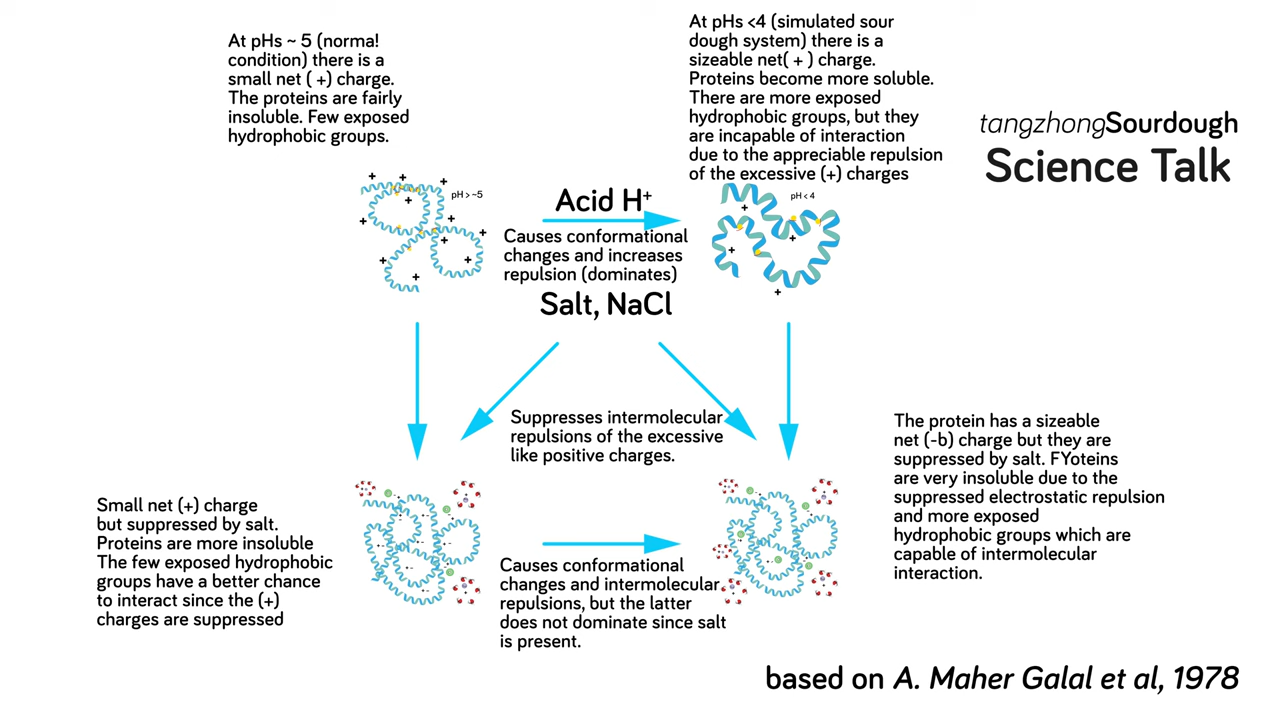 At pHs ~ 5 (norma!
condition) there is a
small net ( +) charge.
The proteins are fairly
insoluble. Few exposed
hydrophobic groups.
At pHs <4 (simulated sour
dough system) there is a
sizeable net( + ) charge.
Proteins become more soluble.
There are more exposed
hydrophobic groups, but they
are incapable of interaction
due to the appreciable repulsion
of the excessive (+) charges
tangzhongSourdough
Science Talk
pH > ~5
Acid H+
Causes conformational
changes and increases
repulsion (dominates)
Salt, NaCl
pH < 4
Suppresses intermolecular
repulsions of the excessive
like positive charges.
Small net (+) charge
but suppressed by salt.
Proteins are more insoluble
The few exposed hydrophobic
groups have a better chance
to interact since the (+)
charges are suppressed
Causes conformational
changes and intermolecular
repulsions, but the latter
does not dominate since salt
is present.
The protein has a sizeable
net (-b) charge but they are
suppressed by salt. FYoteins
are very insoluble due to the
suppressed electrostatic repulsion
and more exposed
hydrophobic groups which are
capable of intermolecular
interaction.
based on A. Maher Galal et al, 1978